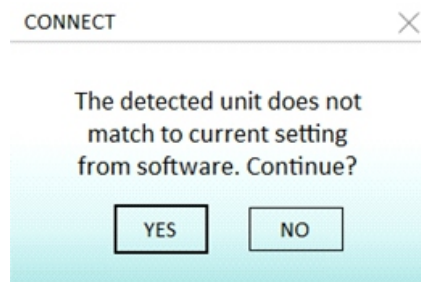 CONNECT
The detected unit does not
match to current setting
from software. Continue?
YES
NO